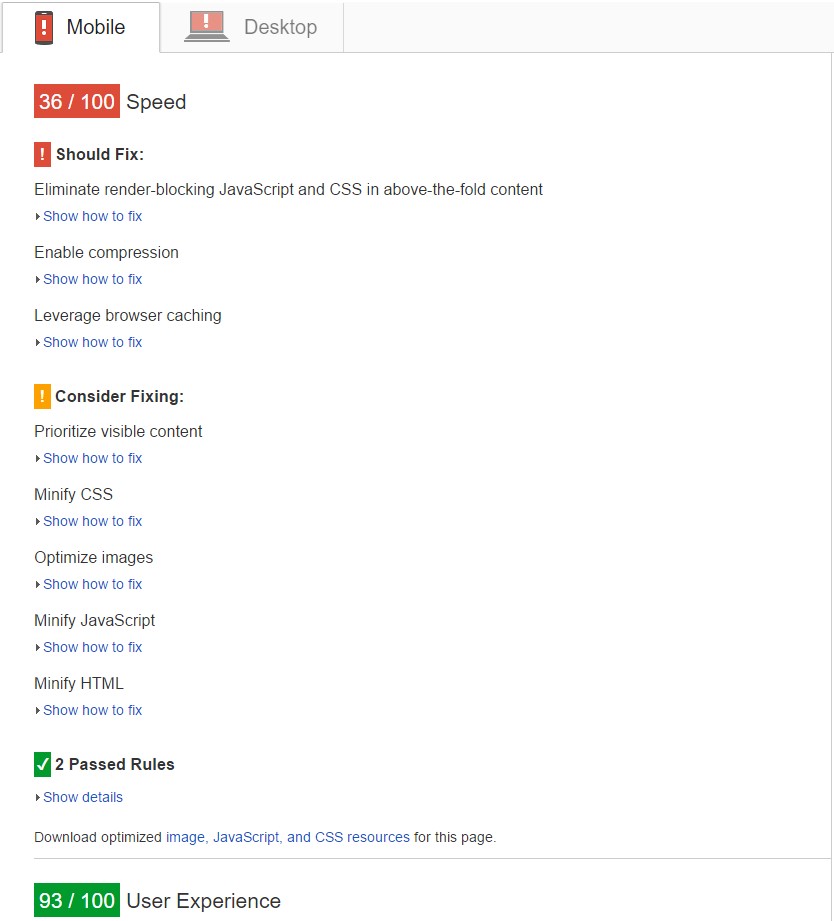 Mobile
Desktop
36 / 100 Speed
! Should Fix:
Eliminate render-blocking JavaScript and CSS in above-the-fold content
Show how to fix
Enable compression
Show how to fix
Leverage browser caching
Show how to fix
! Consider Fixing:
Prioritize visible content
Show how to fix
Minify CSS
Show how to fix
Optimize images
Show how to fix
Minify JavaScript
Show how to fix
Minify HTML
Show how to fix
2 Passed Rules
Show details
Download optimized image, JavaScript, and CSS resources for this page.
93 / 100 User Experience